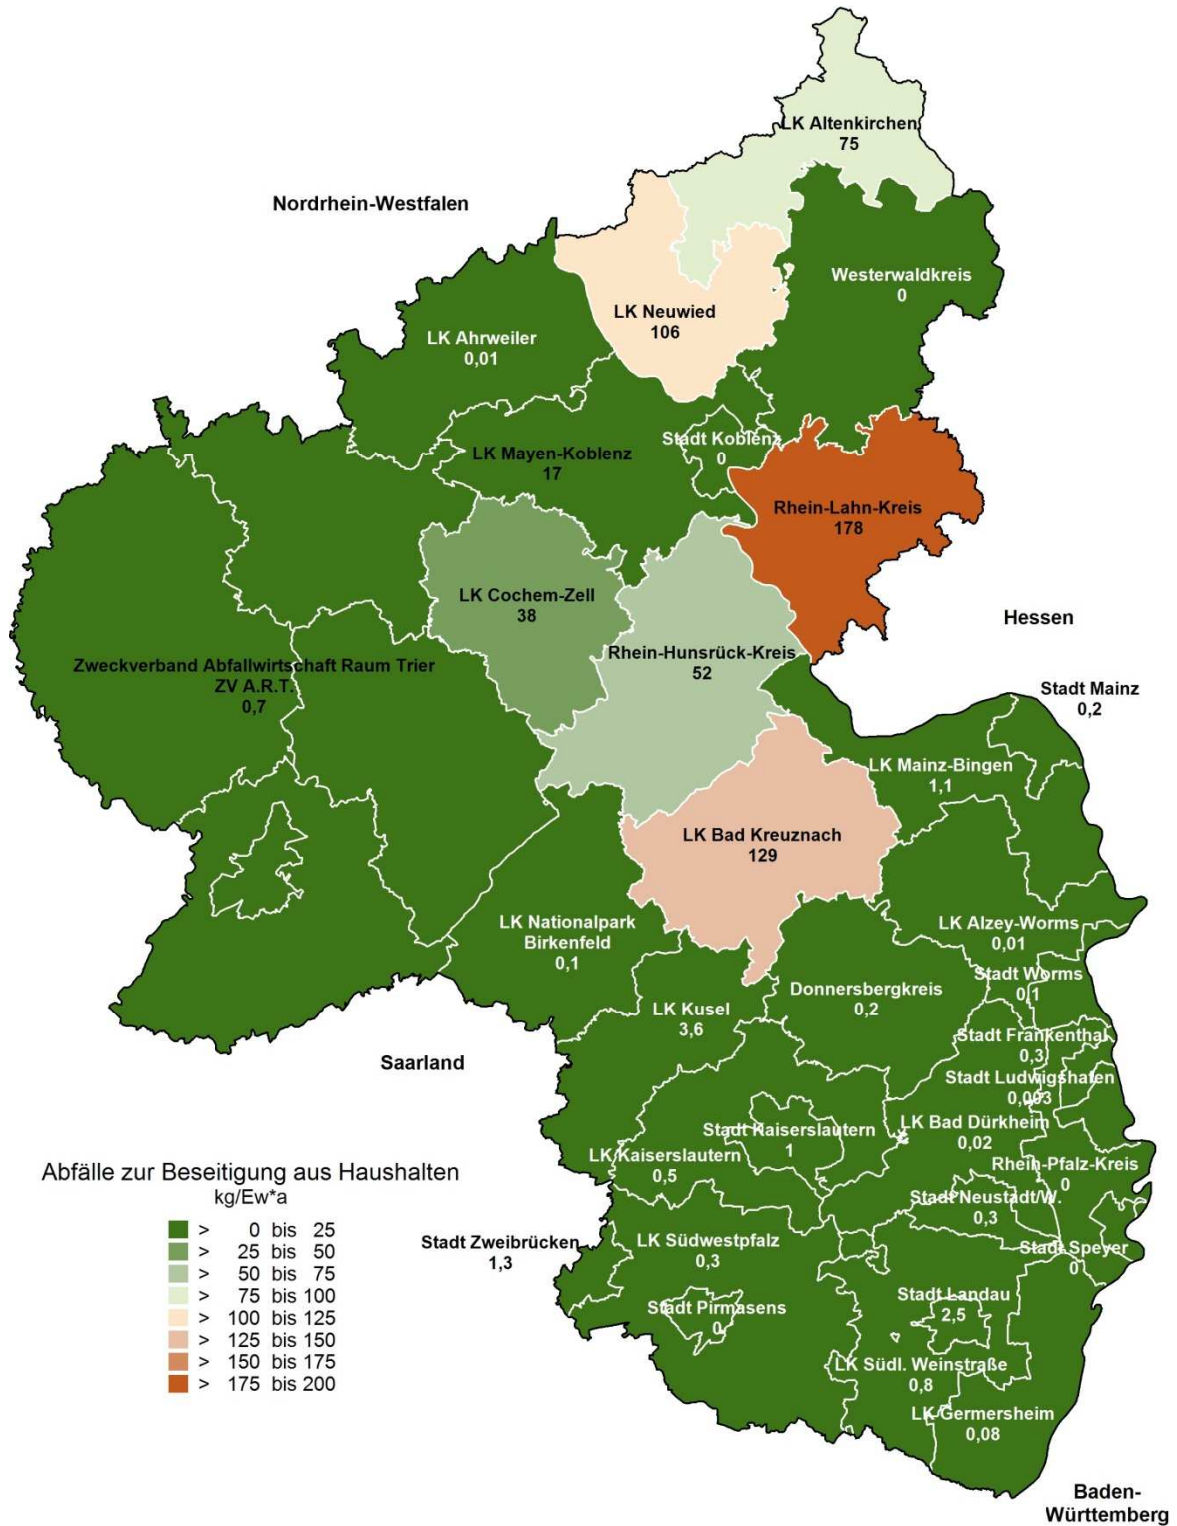 LK Altenkirchen
75
Nordrhein-Westfalen
Westerwaldkreis
0
LK Neuwied
106
LK Ahrweiler
0,01
Stadt Koblenz
0
LK Mayen-Koblenz
17
Rhein-Lahn-Kreis
178
LK Cochem-Zell
38
Hessen
Rhein-Hunsrück-Kreis
52
Zweckverband Abfallwirtschaft Raum Trier
ZV A.R.T.
0,7
Stadt Mainz
0,2
LK Mainz-Bingen
1,1
LK Bad Kreuznach
129
LK Nationalpark
Birkenfeld
0,1
LK Alzey-Worms
0,01
Stadt Worms
0,1
Donnersbergkreis
0,2
LK Kusel
3,6
Stadt Frankenthal
0,3
Saarland
Stadt Ludwigshafen
0,003
LK Bad Dürkheim
0,02
Stadt Kaiserslautern
1
LK Kaiserslautern
0,5
Rhein-Pfalz-Kreis
0
Stadt Neustadt/W.
0,3
Abfälle zur Beseitigung aus Haushalten
kg/Ew*a
> 0 bis 25
> 25 bis 50
> 50 bis 75
> 75 bis 100
> 100 bis 125
> 125 bis 150
> 150 bis 175
> 175 bis 200
Stadt Zweibrücken
1,3
LK Südwestpfalz
0,3
Stadt Speyer
0
Stadt Landau
2,5
Stadt Pirmasens
0
LK Südl. Weinstraße
0,8
LK Germersheim
0,08
Baden-
Württemberg